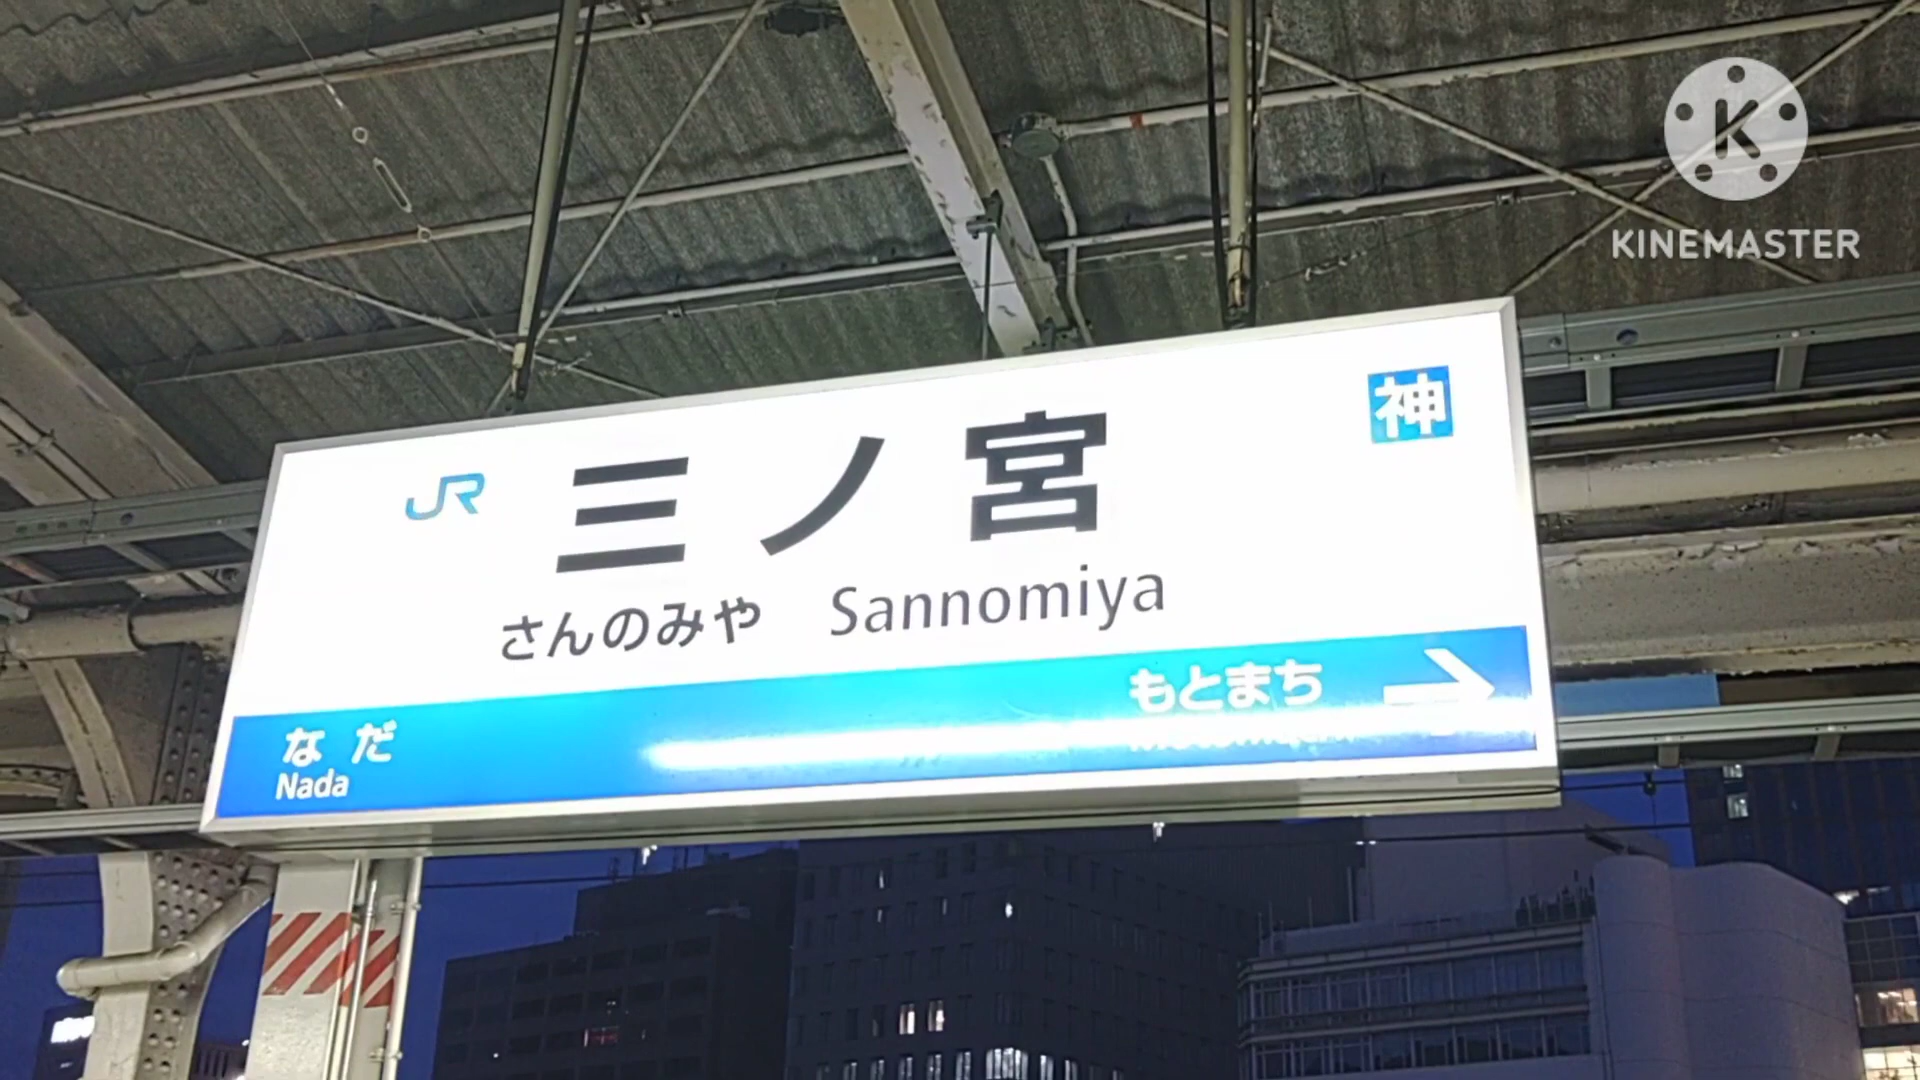 K
KINEMASTER
神
JR 三ノ宮
さんのみや Sannomiya
なだ
Nada
もとまち →